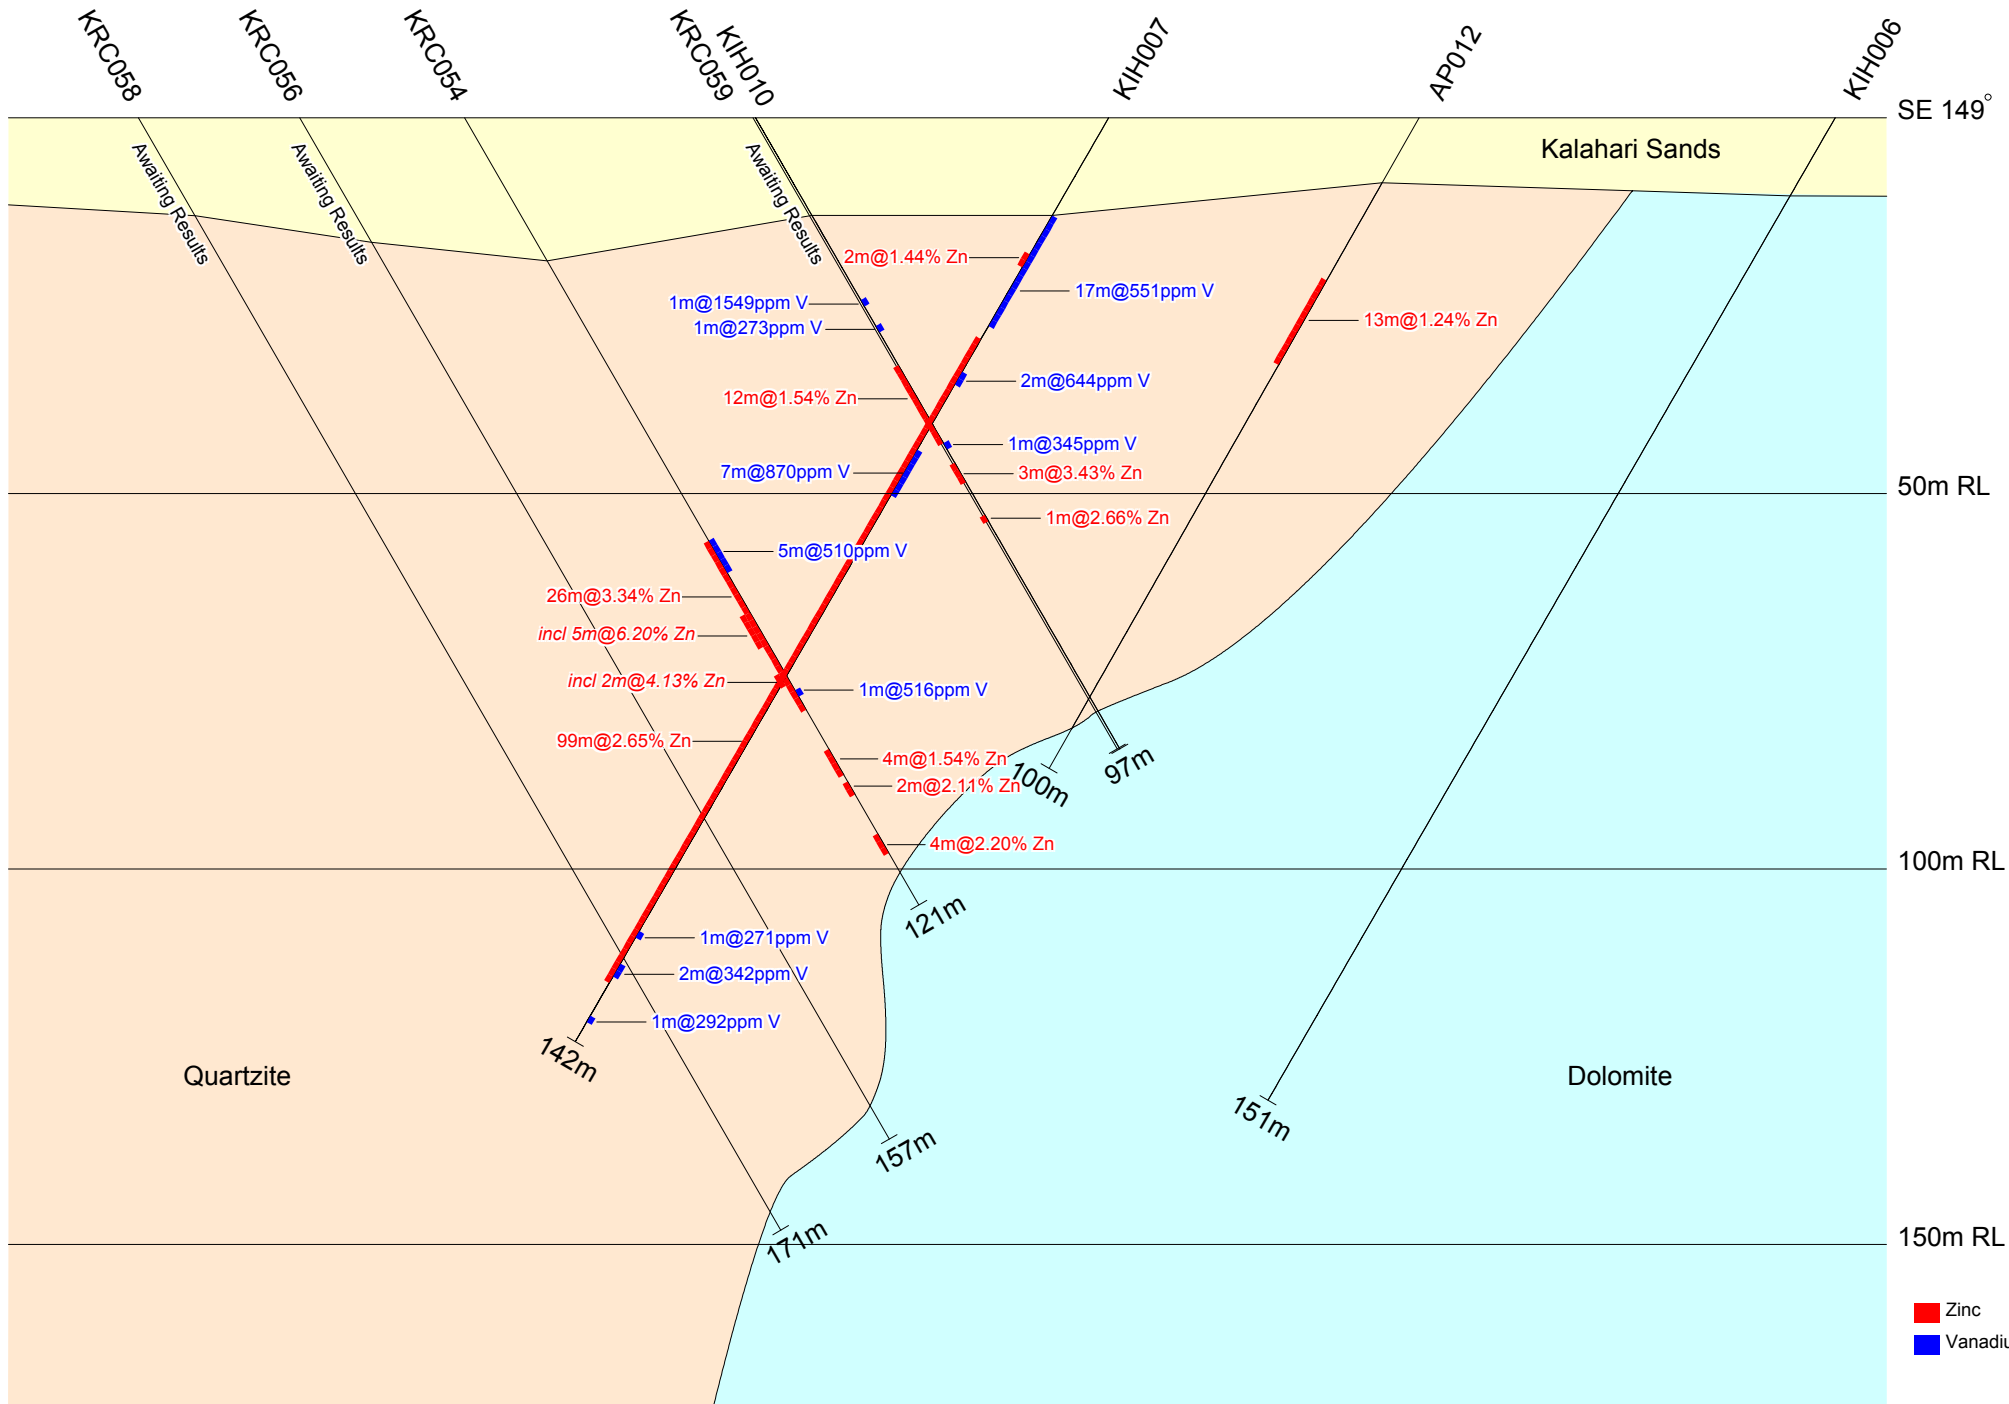 KRC058
KRC056
KRC054
KRC059
KIH010
KIH007
AP012
KIH006
SE 149°
Kalahari Sands
Awaiting Results
Awaiting Results
Awaiting Results
2m@1.44% Zn
17m@551ppm V
1m@1549ppm V
1m@273ppm V
13m@1.24% Zn
2m@644ppm V
12m@1.54% Zn
1m@345ppm V
7m@870ppm V
3m@3.43% Zn
50m RL
1m@2.66% Zn
5m@510ppm V
26m@3.34% Zn
incl 5m@6.20% Zn
incl 2m@4.13% Zn
1m@516ppm V
99m@2.65% Zn
4m@1.54% Zn
2m@2.11% Zn
100m
97m
4m@2.20% Zn
100m RL
121m
1m@271ppm V
2m@342ppm V
1m@292ppm V
142m
Quartzite
Dolomite
151m
157m
171m
150m RL
Zinc
Vanadiu